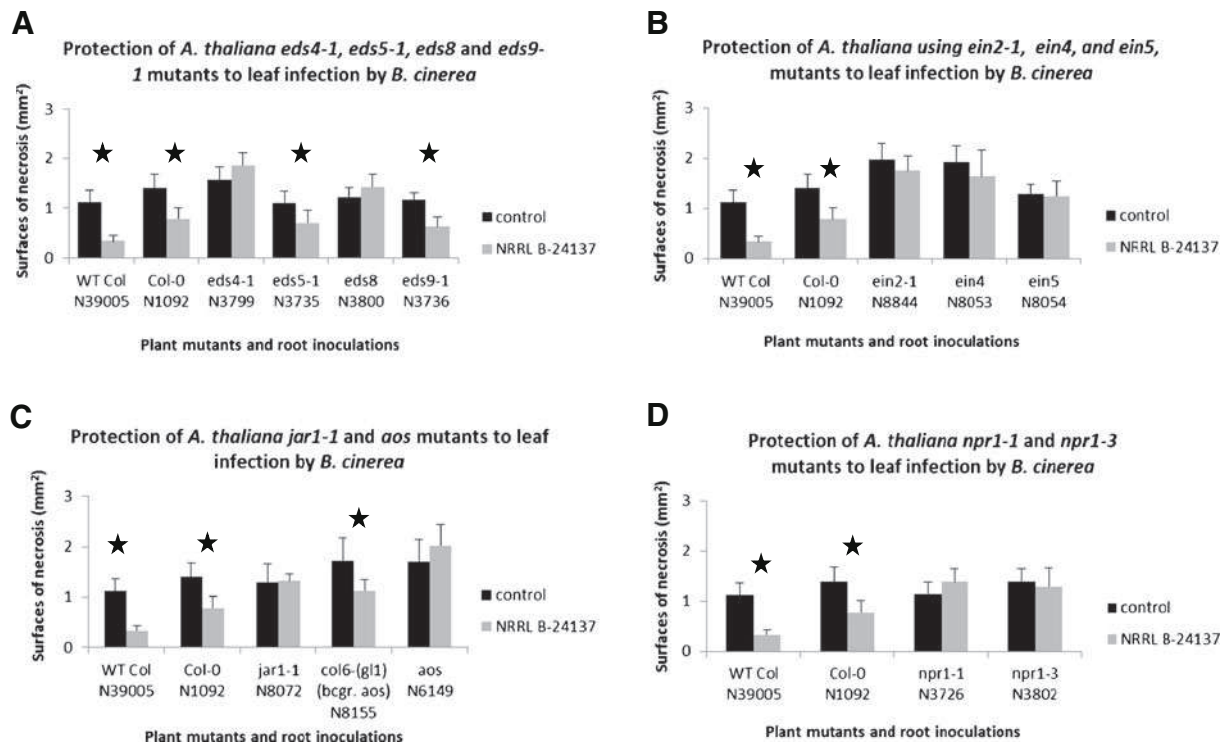 A
Protection of A. thaliana eds4-1, eds5-1, eds8 and eds9-
1 mutants to leaf infection by B. cinerea
Surfaces of necrosis (mm²)
3
2
1
0
WT Col Col-0 eds4-1 eds5-1 eds8 eds9-1
N39005 N1092 N3799 N3735 N3800 N3736
control
NRRL B-24137
Plant mutants and root inoculations
B
Protection of A. thaliana using ein2-1, ein4, and ein5,
mutants to leaf infection by B. cinerea
Surfaces of necrosis (mm²)
3
2
1
0
WT Col Col-0 ein2-1 ein4 ein5
N39005 N1092 N8844 N8053 N8054
control
NRRL B-24137
Plant mutants and root inoculations
C
Protection of A. thaliana jar1-1 and aos mutants to leaf
infection by B. cinerea
Surfaces of necrosis (mm²)
3
2
1
0
WT Col Col-0 jar1-1 col6-(gl1) aos
N39005 N1092 N8072 (bcgr. aos) N6149
N8155
control
NRRL B-24137
Plant mutants and root inoculations
D
Protection of A. thaliana npr1-1 and npr1-3
mutants to leaf infection by B. cinerea
Surfaces of necrosis (mm²)
3
2
1
0
WT Col Col-0 npr1-1 npr1-3
N39005 N1092 N3726 N3802
control
NRRL B-24137
Plant mutants and root inoculations